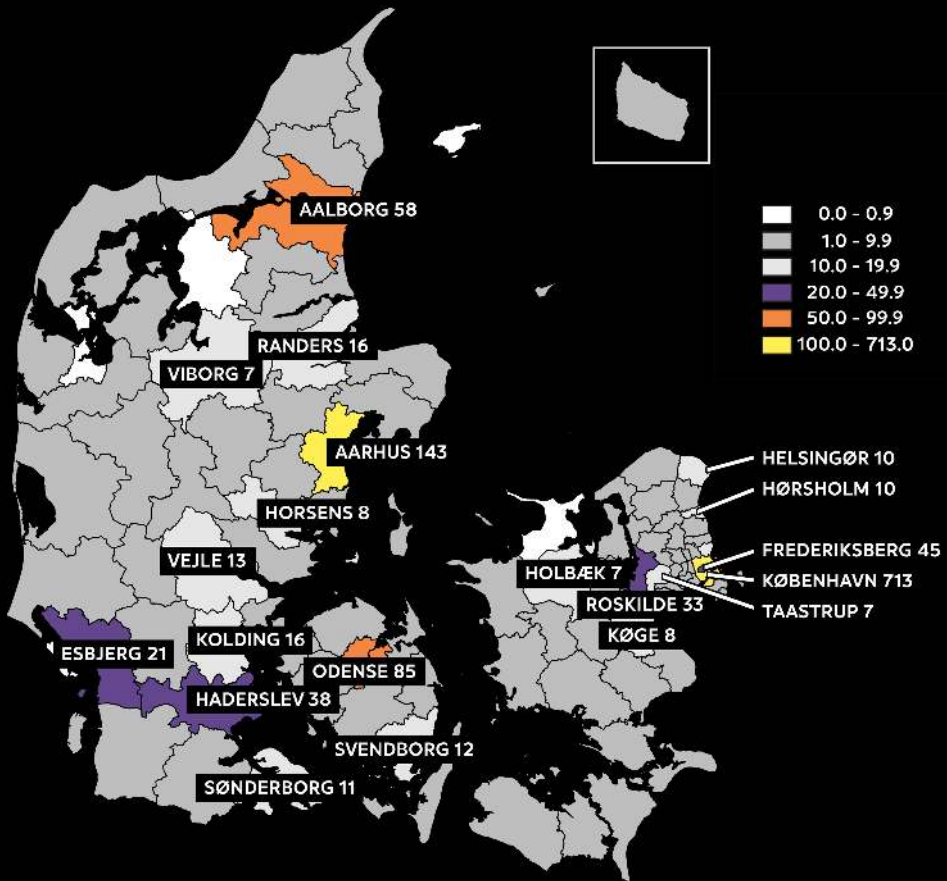 AALBORG 58
0.0 - 0.9
1.0 - 9.9
10.0 - 19.9
20.0 - 49.9
50.0 - 99.9
100.0 - 713.0
RANDERS 16
VIBORG 7
AARHUS 143
HELSINGØR 10
HØRSHOLM 10
HORSENS 8
FREDERIKSBERG 45
VEJLE 13
HOLBÆK 7
KØBENHAVN 713
ROSKILDE 33
TAASTRUP 7
KOLDING 16
KØGE 8
ESBJERG 21
ODENSE 85
HADERSLEV 38
SVENDBORG 12
SØNDERBORG 11